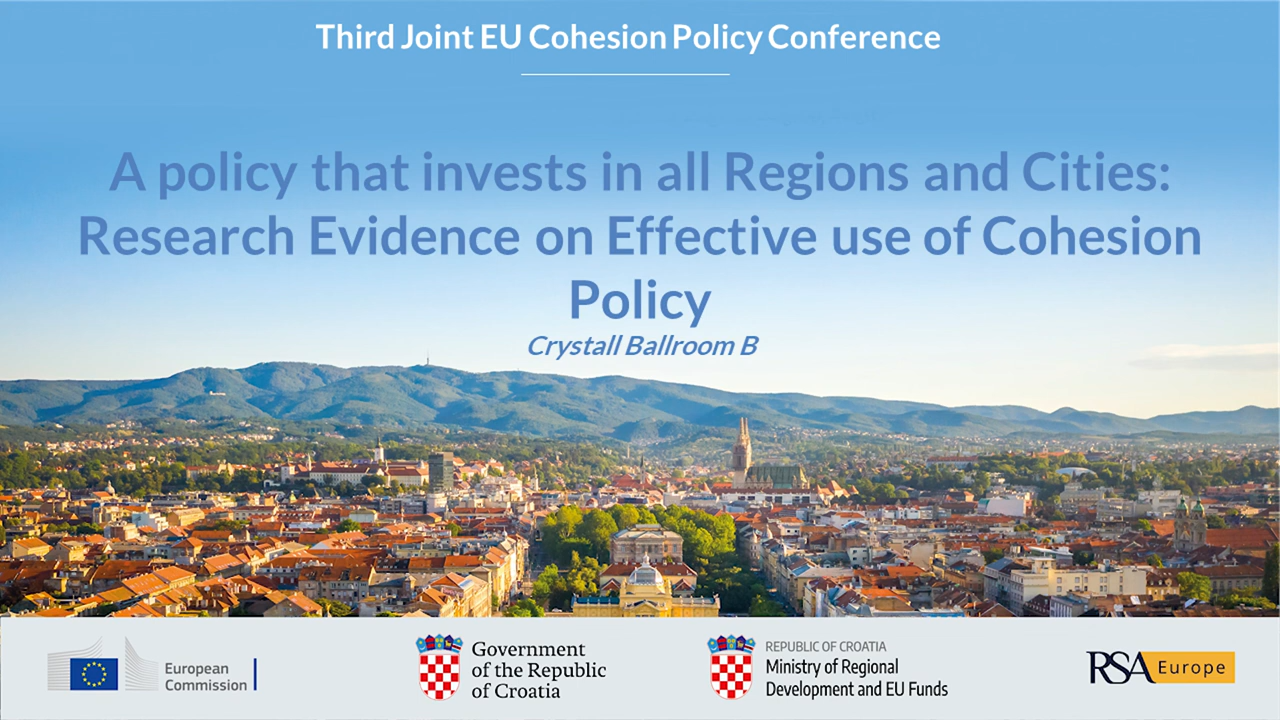 Third Joint EU Cohesion Policy Conference
A policy that invests in all Regions and Cities:
Research Evidence on Effective use of Cohesion
Policy
Crystall Ballroom B
European
Commission
Government
of the Republic
of Croatia
REPUBLIC OF CROATIA
Ministry of Regional
Development and EU Funds
RSA Europe